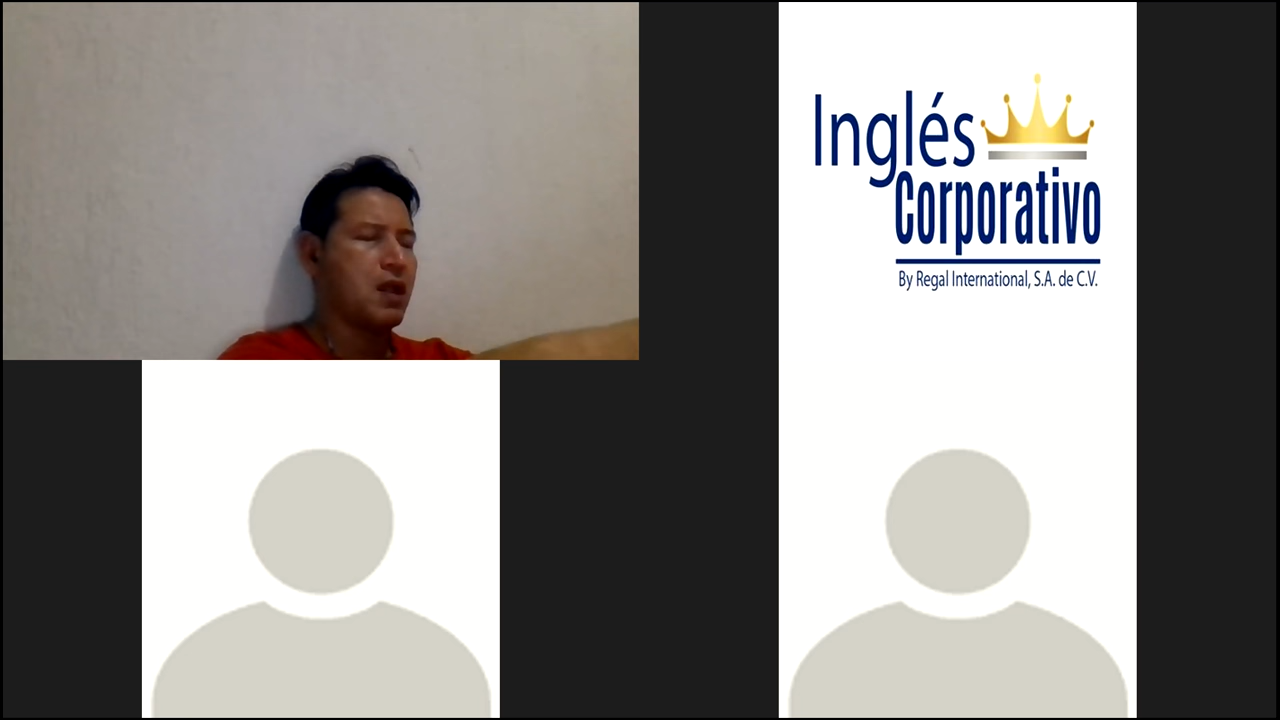 Inglés
Corporativo
By Regal International, S.A. de C.V.